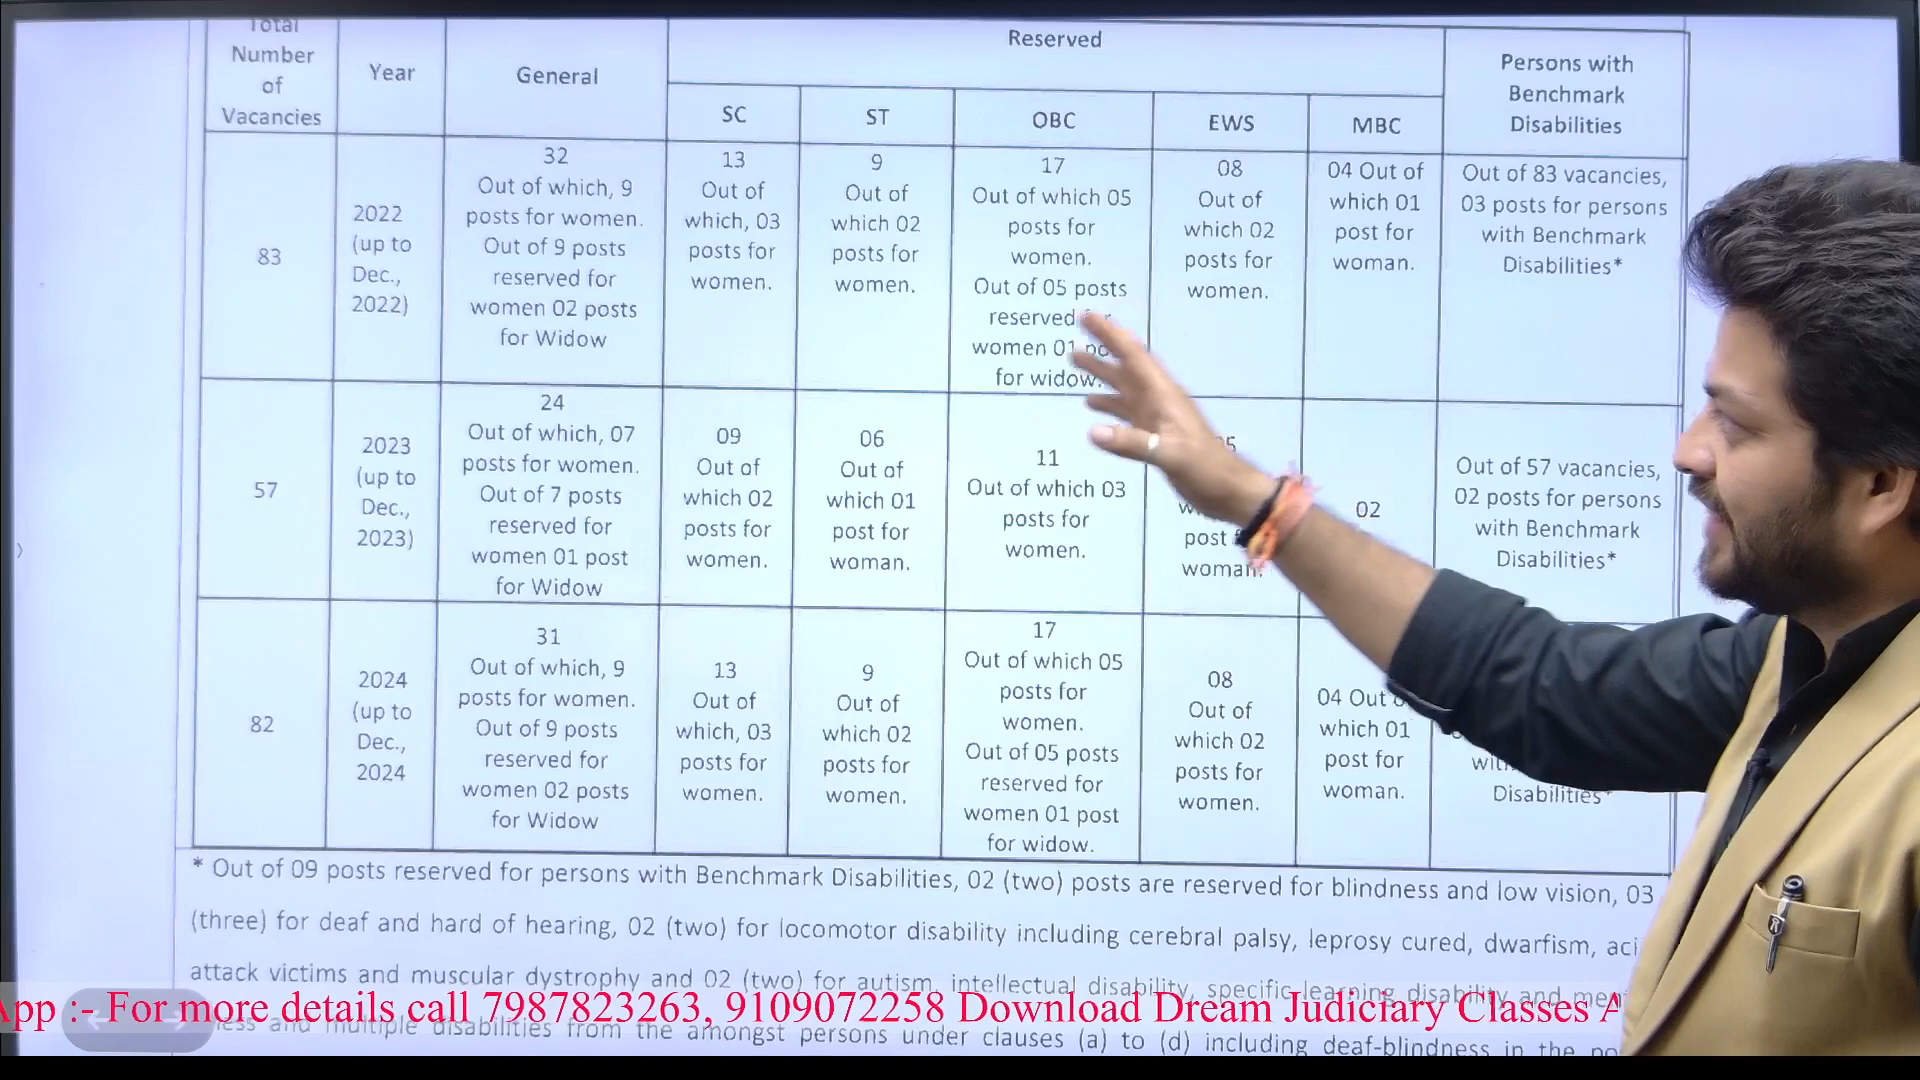 Total
Number
of
Vacancies
Year
General
Reserved
SC
ST
OBC
EWS
MBC
Persons with
Benchmark
Disabilities
83
2022
(up to
Dec.,
2022)
32
Out of which, 9
posts for women.
Out of 9 posts
reserved for
women 02 posts
for Widow
13
Out of
which, 03
posts for
women.
9
Out of
which 02
posts for
women.
17
Out of which 05
posts for
women.
Out of 05 posts
reserved
women 01
for widow.
08
Out of
which 02
posts for
women.
04 Out of
which 01
post for
woman.
Out of 83 vacancies,
03 posts for persons
with Benchmark
Disabilities*
57
2023
(up to
Dec.,
2023)
24
Out of which, 07
posts for women.
Out of 7 posts
reserved for
women 01 post
for Widow
09
Out of
which 02
posts for
women.
06
Out of
which 01
post for
woman.
11
Out of which 03
posts for
women.
post
woman.
02
Out of 57 vacancies,
02 posts for persons
with Benchmark
Disabilities*
82
2024
(up to
Dec.,
2024
31
Out of which, 9
posts for women.
Out of 9 posts
reserved for
women 02 posts
for Widow
13
Out of
which, 03
posts for
women.
9
Out of
which 02
posts for
women.
17
Out of which 05
posts for
women.
Out of 05 posts
reserved for
women 01 post
for widow.
08
Out of
which 02
posts for
women.
04 Out
which 01
post for
woman.
Disabilities*
* Out of 09 posts reserved for persons with Benchmark Disabilities, 02 (two) posts are reserved for blindness and low vision, 03
(three) for deaf and hard of hearing, 02 (two) for locomotor disability including cerebral palsy, leprosy cured, dwarfism,
attack victims and muscular dystrophy and 02 (two) for autism, intellectual disability, specific learning disability and
App :- For more details call 7987823263, 9109072258 Download Dream Judiciary Classes A
and multiple disabilities from the amongst persons under clauses (a) to (d) including deaf-blindness in the